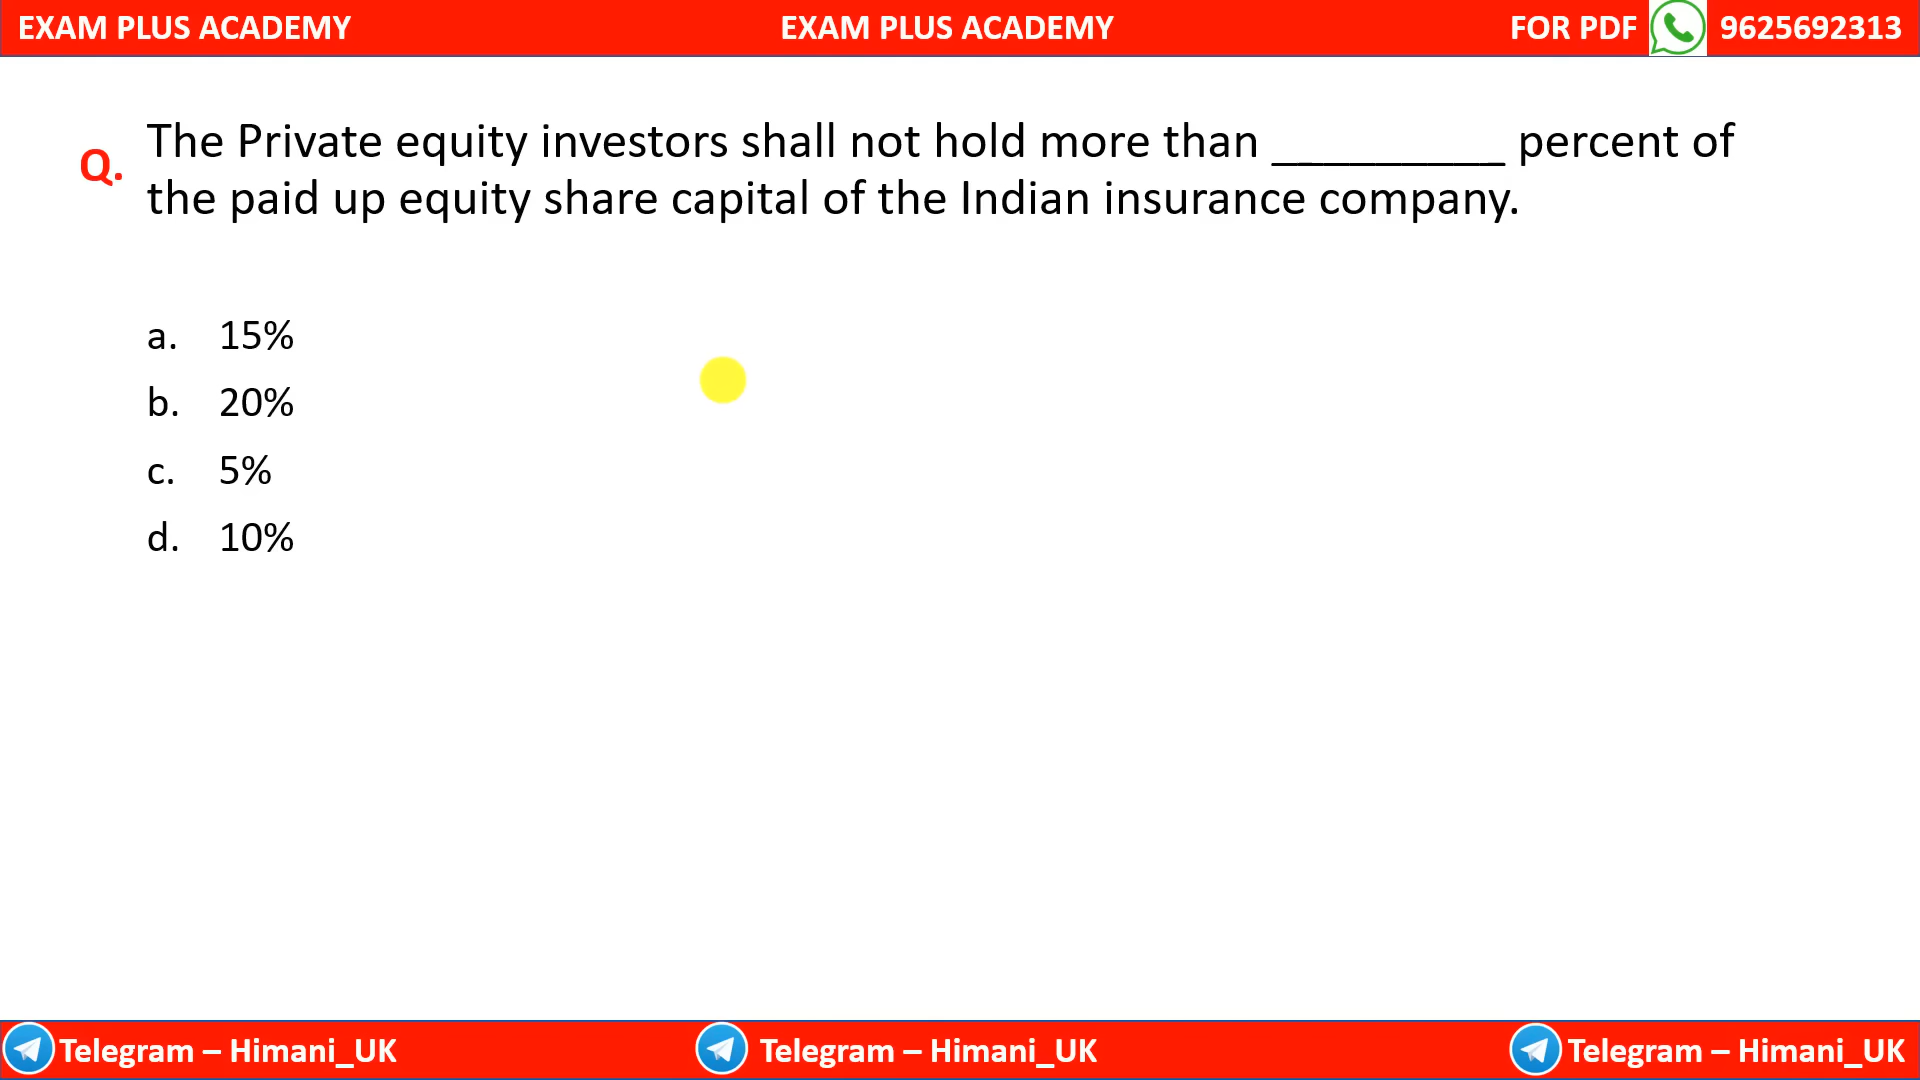 EXAM PLUS ACADEMY EXAM PLUS ACADEMY FOR PDF 9625692313
Q. The Private equity investors shall not hold more than _________ percent of
the paid up equity share capital of the Indian insurance company.
a. 15%
b. 20%
c. 5%
d. 10%
Telegram – Himani_UK Telegram – Himani_UK Telegram – Himani_UK